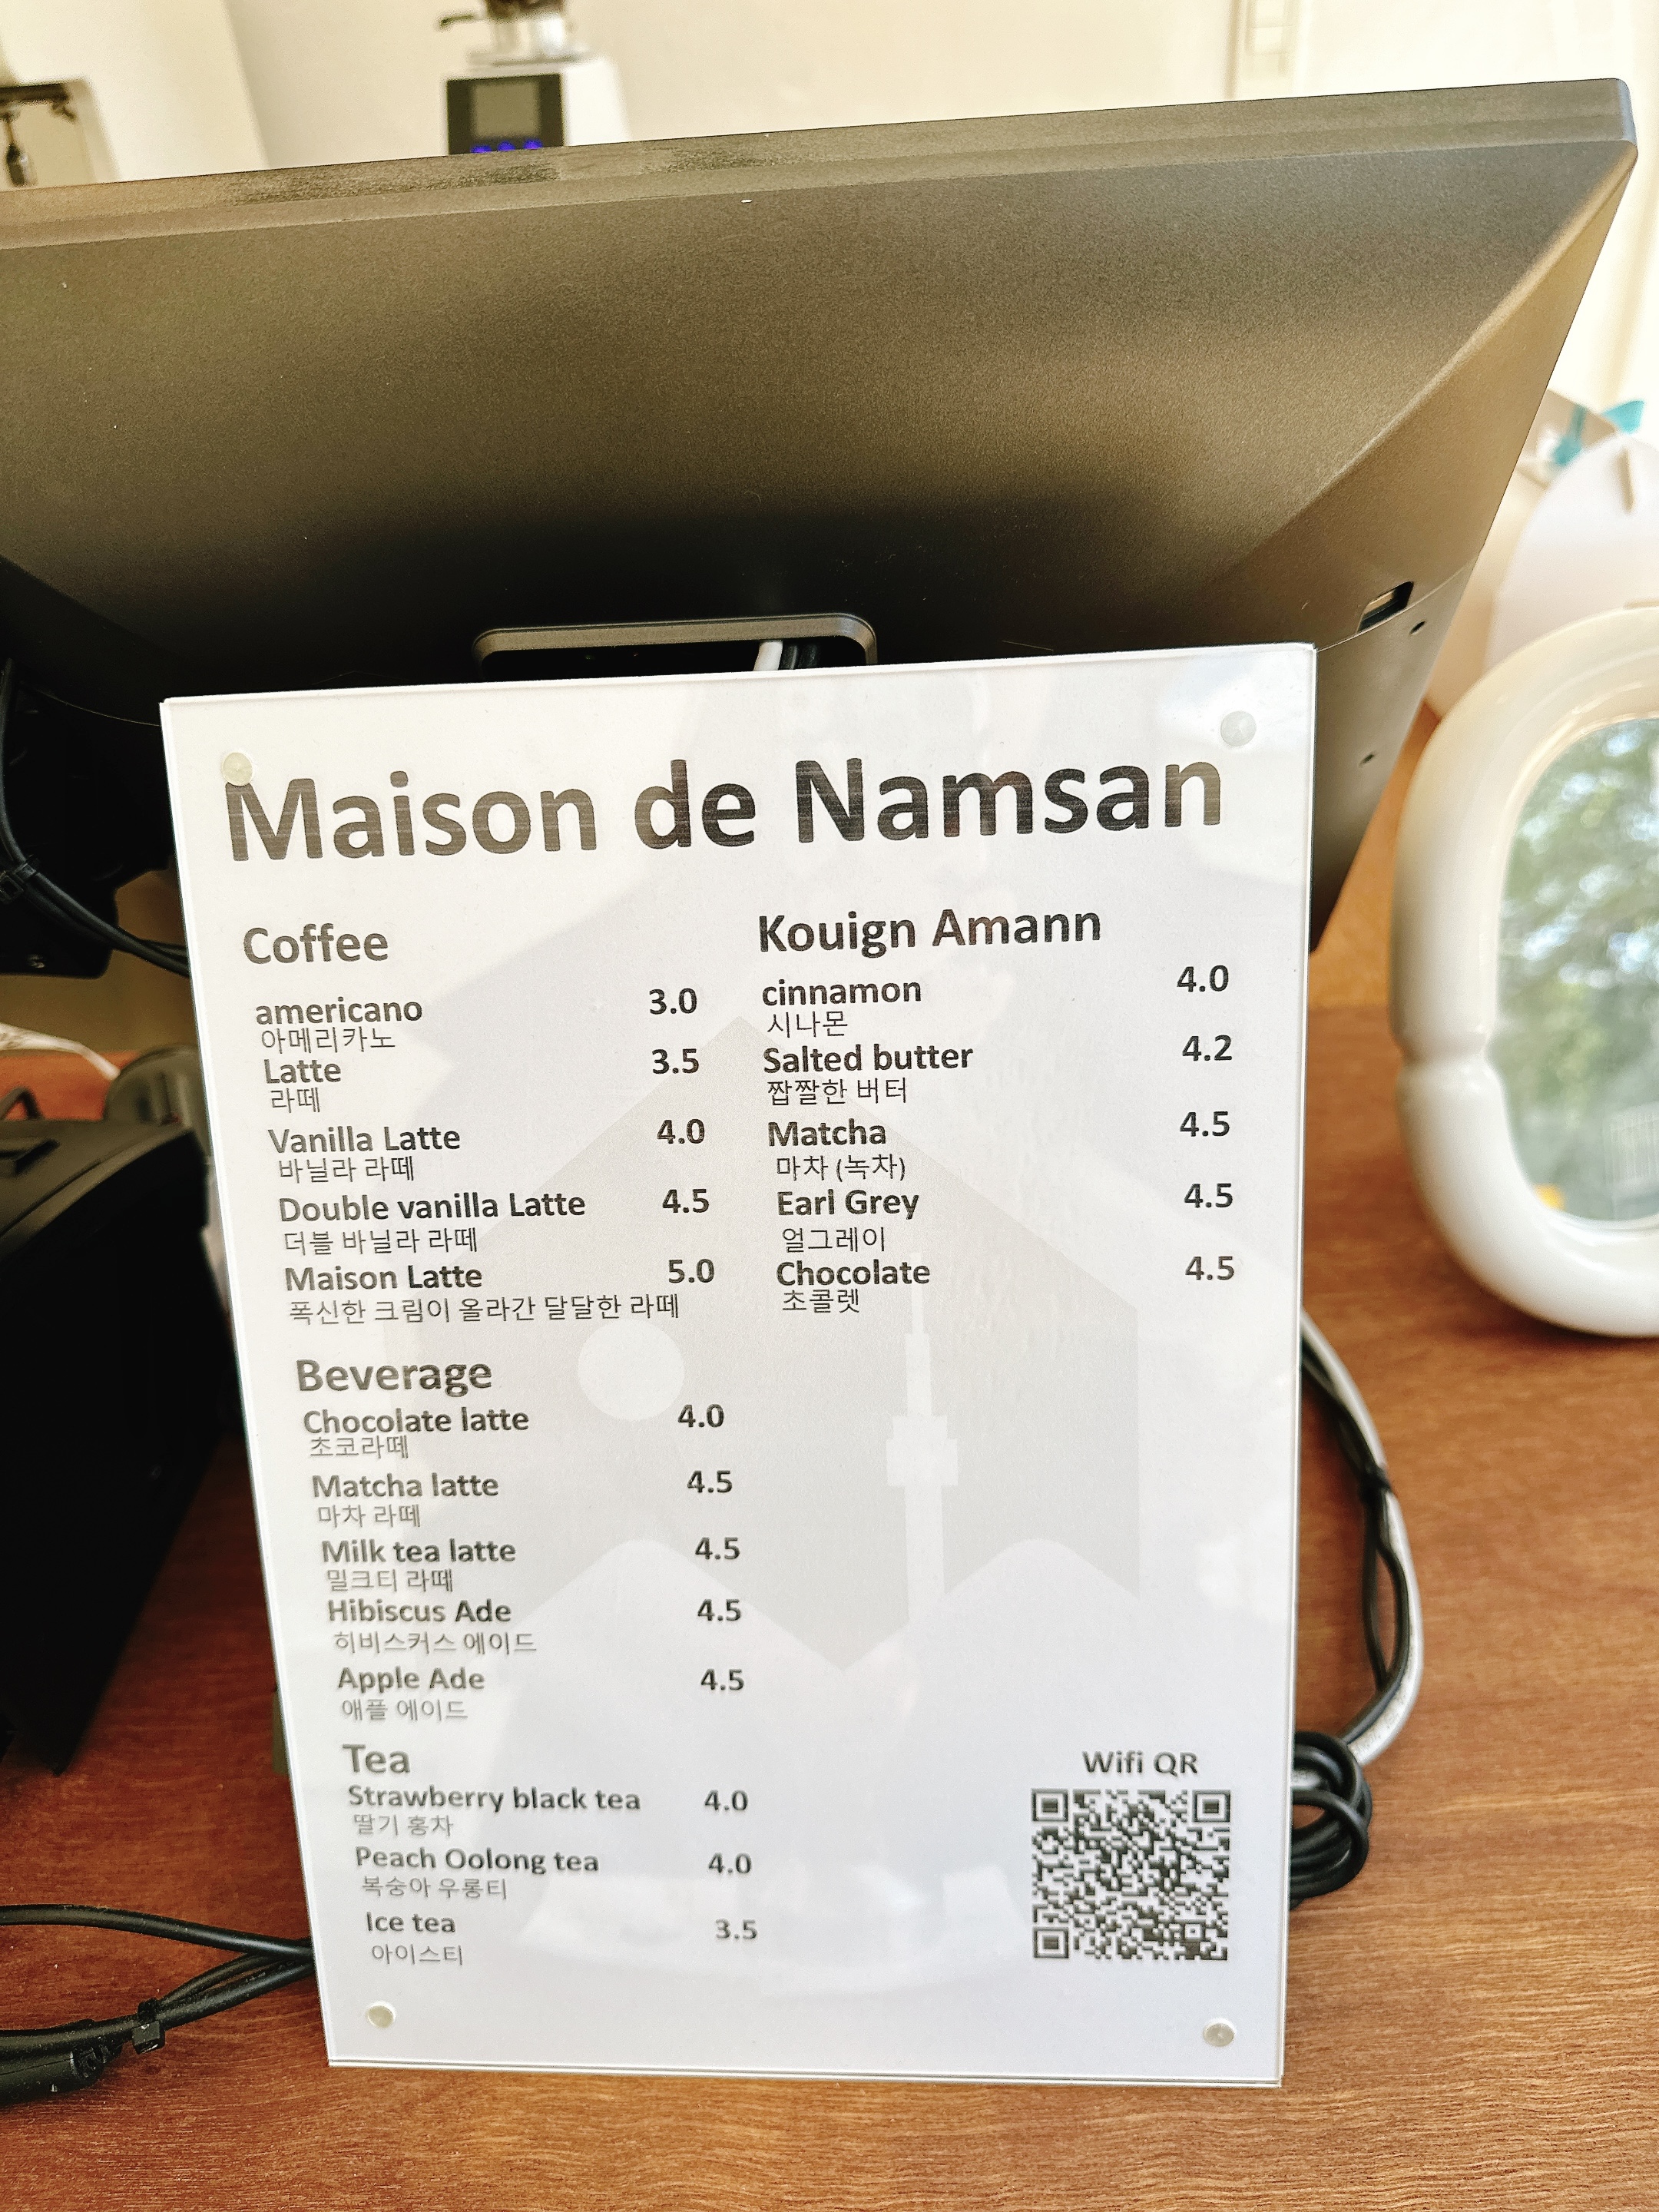 Maison de Namsan
Coffee
americano 3.0
아메리카노
Latte 3.5
라떼
Vanilla Latte 4.0
바닐라 라떼
Double vanilla Latte 4.5
더블 바닐라 라떼
Maison Latte 5.0
폭신한 크림이 올라간 달달한 라떼
Beverage
Chocolate latte 4.0
초코라떼
Matcha latte 4.5
마차 라떼
Milk tea latte 4.5
밀크티 라떼
Hibiscus Ade 4.5
히비스커스 에이드
Apple Ade 4.5
애플 에이드
Tea
Strawberry black tea 4.0
딸기 홍차
Peach Oolong tea 4.0
복숭아 우롱티
Ice tea 3.5
아이스티
Kouign Amann
cinnamon 4.0
시나몬
Salted butter 4.2
짭짤한 버터
Matcha 4.5
마차 (녹차)
Earl Grey 4.5
얼그레이
Chocolate 4.5
초콜렛
Wifi QR